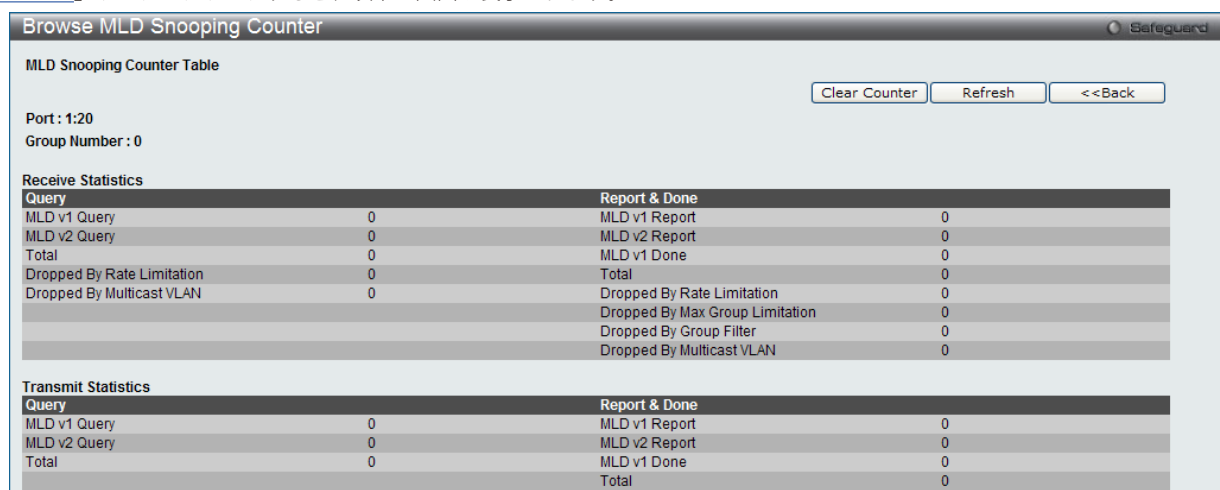 Browse MLD Snooping Counter
Safeguard
MLD Snooping Counter Table
Clear Counter Refresh <<Back
Port : 1:20
Group Number : 0
Receive Statistics
Query Report & Done
MLD v1 Query 0 MLD v1 Report 0
MLD v2 Query 0 MLD v2 Report 0
Total 0 MLD v1 Done 0
Dropped By Rate Limitation 0 Total 0
Dropped By Multicast VLAN 0 Dropped By Rate Limitation 0
Dropped By Max Group Limitation 0
Dropped By Group Filter 0
Dropped By Multicast VLAN 0
Transmit Statistics
Query Report & Done
MLD v1 Query 0 MLD v1 Report 0
MLD v2 Query 0 MLD v2 Report 0
Total 0 MLD v1 Done 0
Total 0